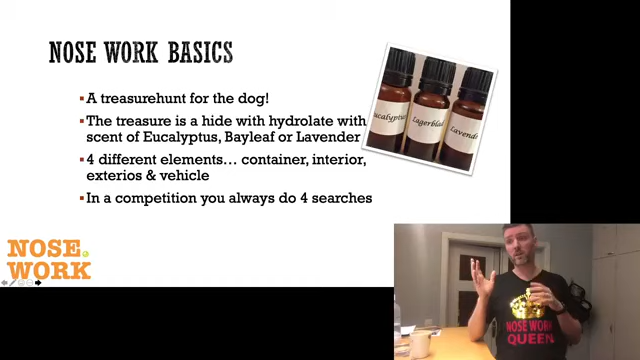 NOSE WORK BASICS
A treasurehunt for the dog!
The treasure is a hide with hydrolate with
scent of Eucalyptus, Bayleaf or Lavender
4 different elements... container, interior,
exterios & vehicle
In a competition you always do 4 searches
Eucalyptus
Lagerblad
Lavende
NOSE
WORK
NOSE WORK
QUEEN